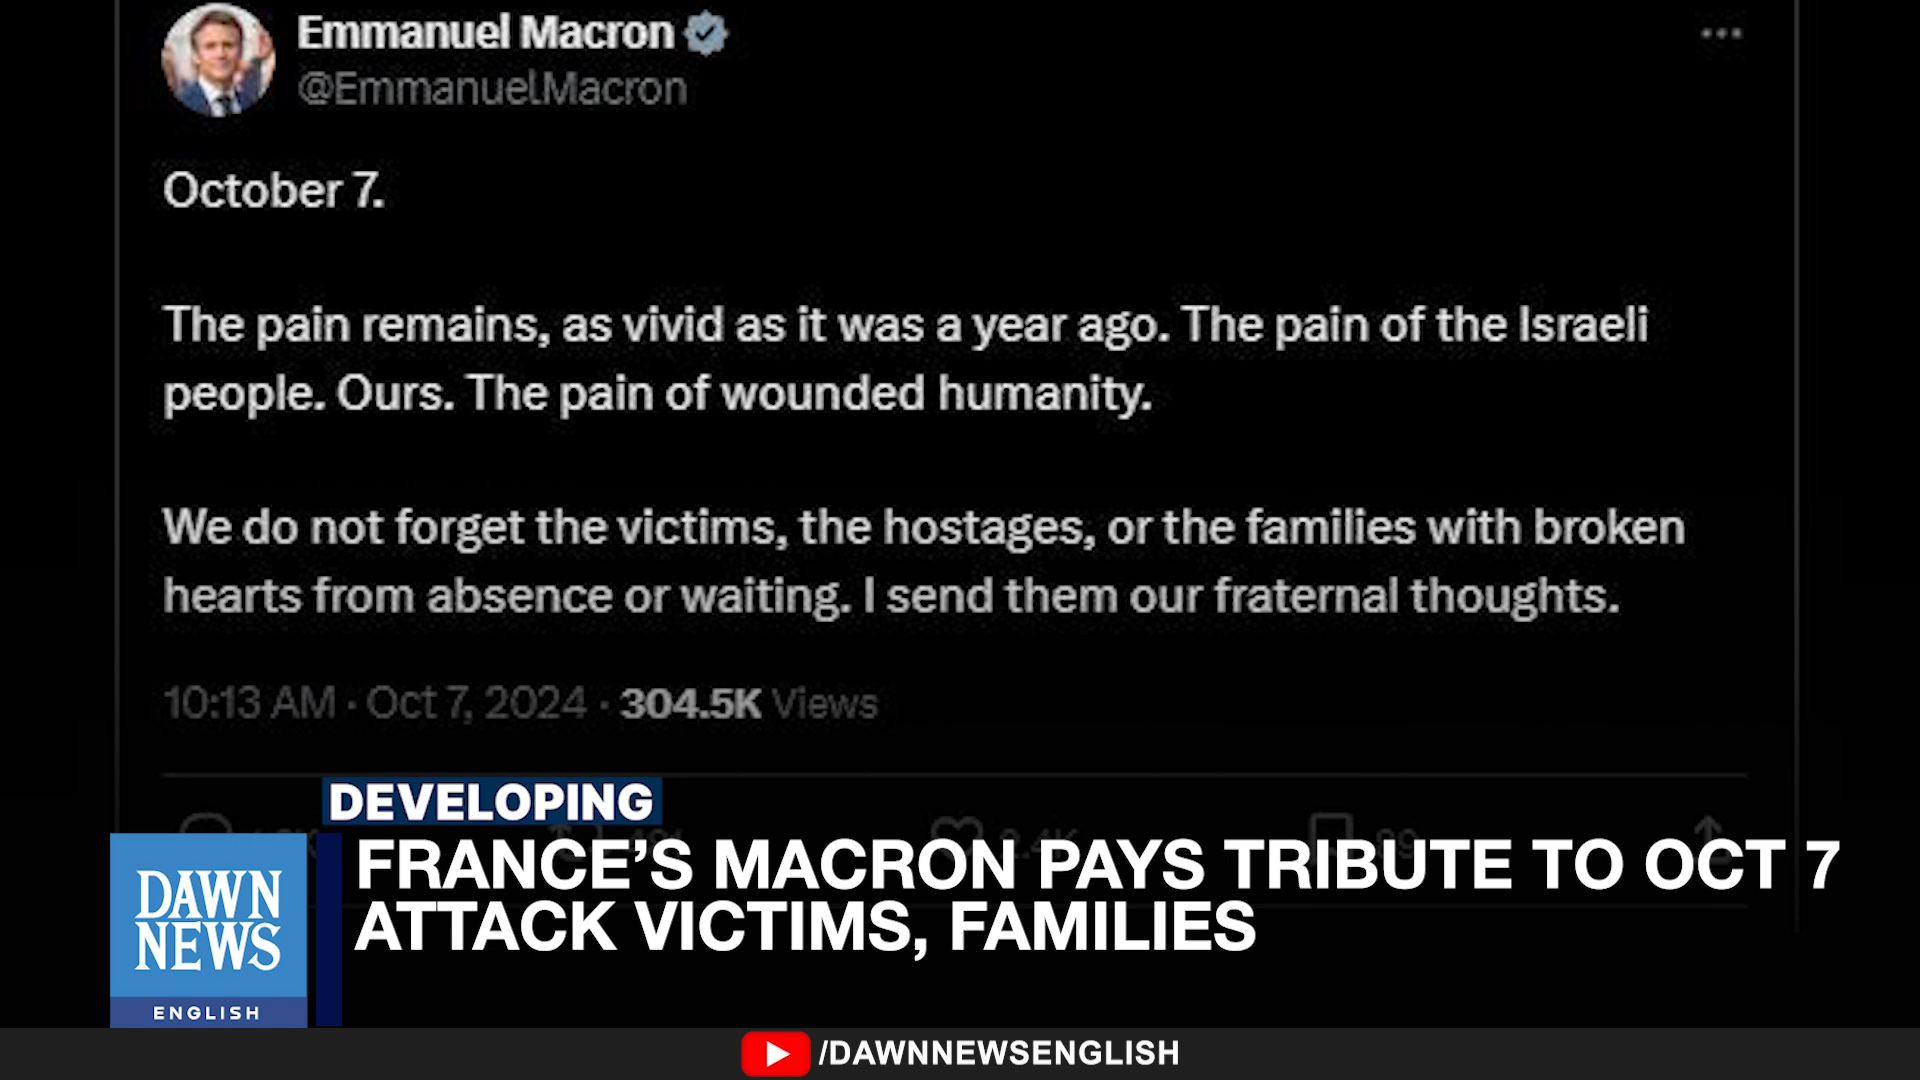 Emmanuel Macron
@EmmanuelMacron
October 7.
The pain remains, as vivid as it was a year ago. The pain of the Israeli
people. Ours. The pain of wounded humanity.
We do not forget the victims, the hostages, or the families with broken
hearts from absence or waiting. I send them our fraternal thoughts.
10:13 AM · Oct 7, 2024 · 304.5K Views
DEVELOPING
FRANCE’S MACRON PAYS TRIBUTE TO OCT 7
ATTACK VICTIMS, FAMILIES
DAWN
NEWS
ENGLISH
/DAWNNEWSENGLISH